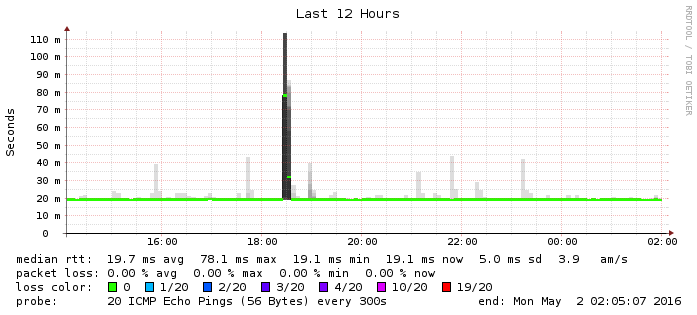 Last 12 Hours
RRDTOOL / TOBI OETIKER
Seconds
110 m
100 m
90 m
80 m
70 m
60 m
50 m
40 m
30 m
20 m
10 m
0
16:00 18:00 20:00 22:00 00:00 02:00
median rtt: 19.7 ms avg 78.1 ms max 19.1 ms min 19.1 ms now 5.0 ms sd 3.9 am/s
packet loss: 0.00 % avg 0.00 % max 0.00 % min 0.00 % now
loss color: 0 1/20 2/20 3/20 4/20 10/20 19/20
probe: 20 ICMP Echo Pings (56 Bytes) every 300s end: Mon May 2 02:05:07 2016